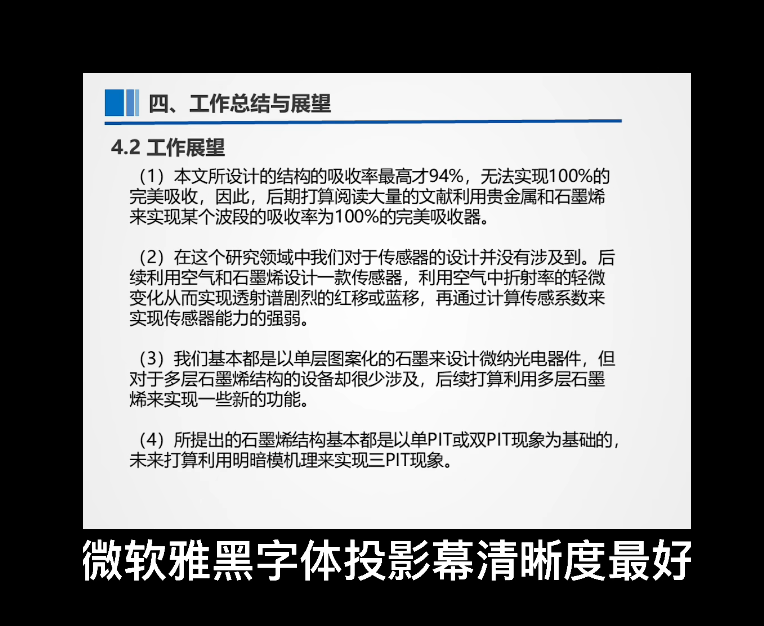 四、工作总结与展望
4.2 工作展望
（1）本文所设计的结构的吸收率最高才94%，无法实现100%的
完美吸收，因此，后期打算阅读大量的文献利用贵金属和石墨烯
来实现某个波段的吸收率为100%的完美吸收器。
（2）在这个研究领域中我们对于传感器的设计并没有涉及到。后
续利用空气和石墨烯设计一款传感器，利用空气中折射率的轻微
变化从而实现透射谱剧烈的红移或蓝移，再通过计算传感系数来
实现传感器能力的强弱。
（3）我们基本都是以单层图案化的石墨来设计微纳光电器件，但
对于多层石墨烯结构的设备却很少涉及，后续打算利用多层石墨
烯来实现一些新的功能。
（4）所提出的石墨烯结构基本都是以单PIT或双PIT现象为基础的，
未来打算利用明暗模机理来实现三PIT现象。
微软雅黑字体投影幕清晰度最好